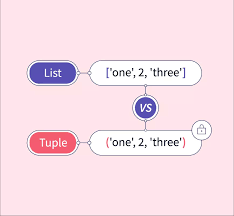 List ['one', 2, 'three']
VS
Tuple ('one', 2, 'three')